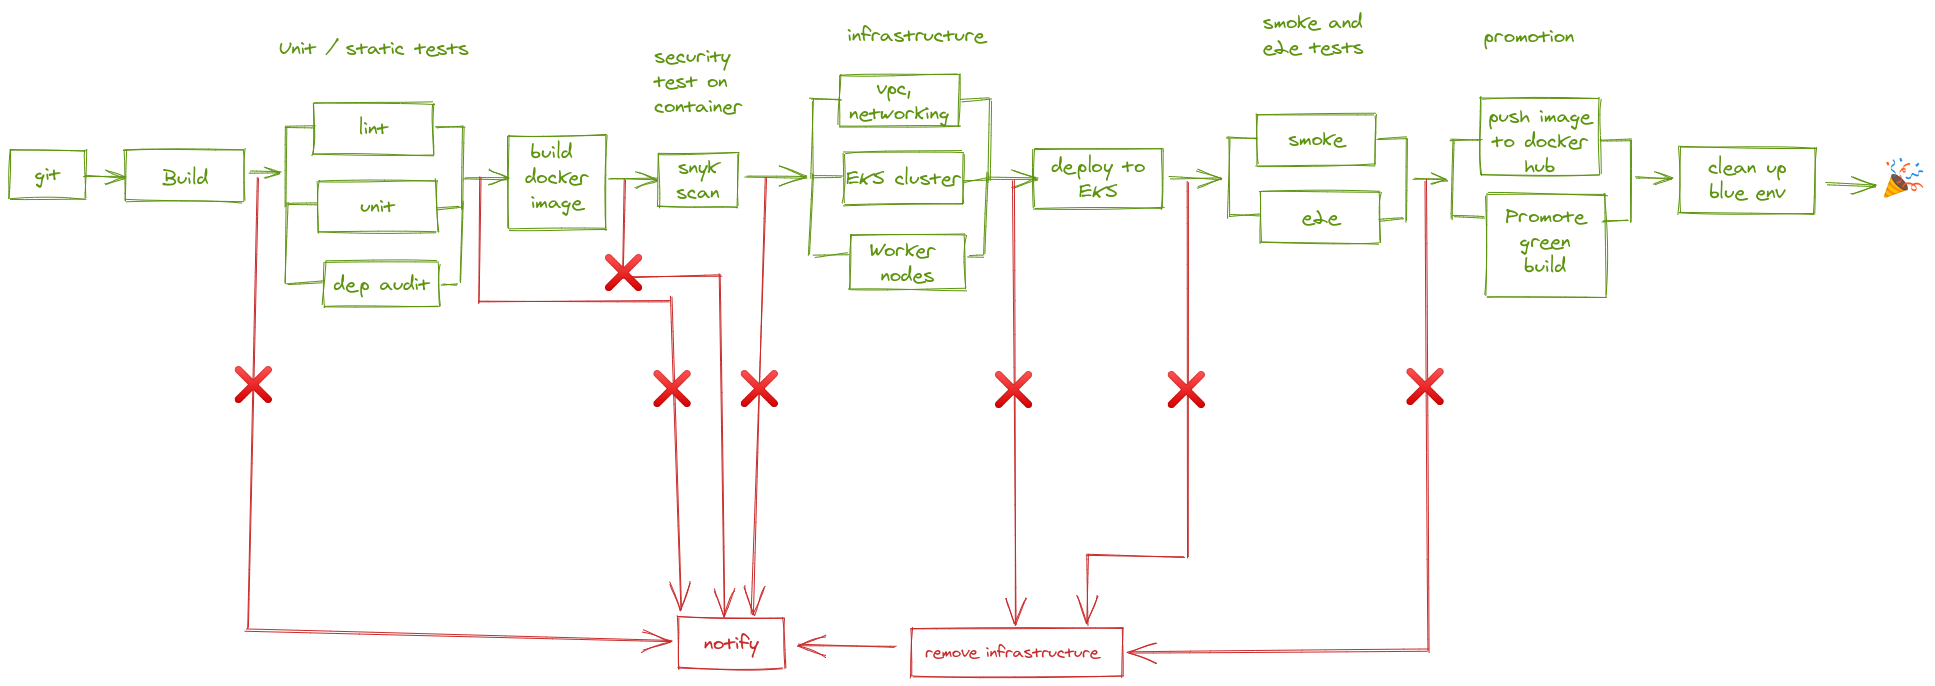 Unit / static tests
security
test on
container
infrastructure
smoke and
e2e tests
promotion
git
Build
lint
unit
dep audit
build
docker
image
snyk
scan
vpc,
networking
EKS cluster
Worker
nodes
deploy to
EKS
smoke
e2e
push image
to docker
hub
Promote
green
build
clean up
blue env
notify
remove infrastructure